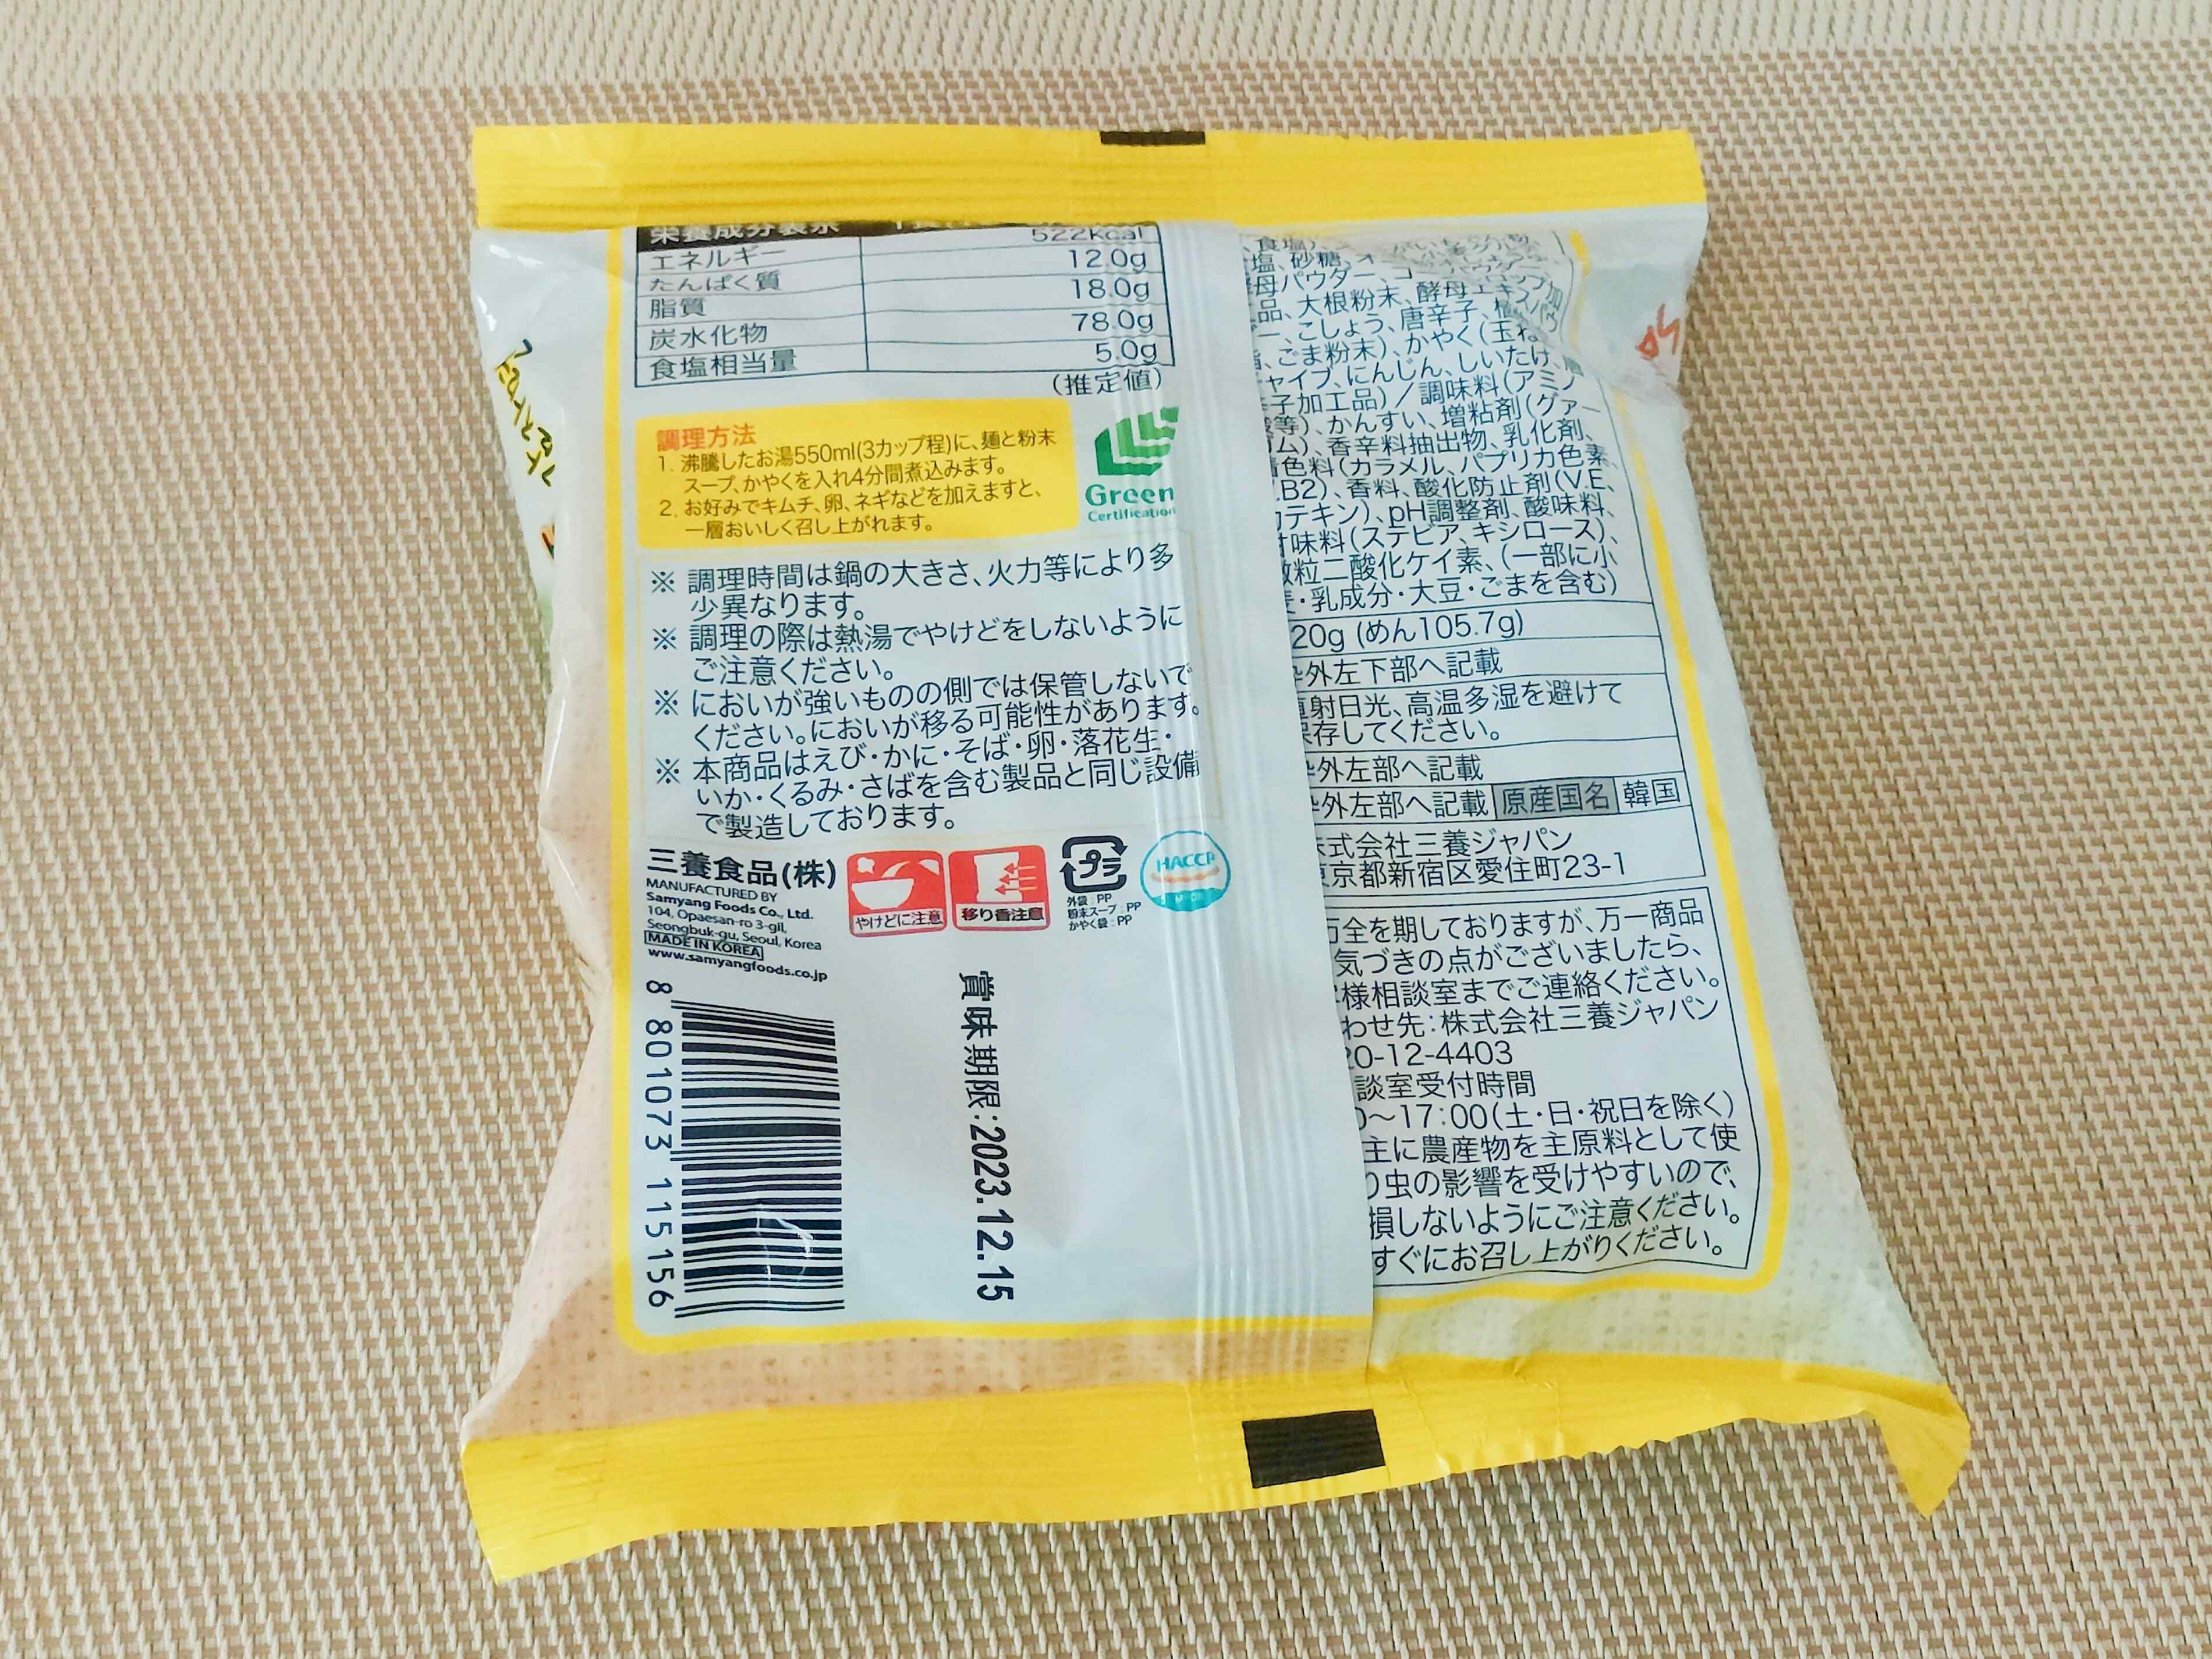 栄養成分表示
エネルギー 522kcal
たんぱく質 12.0g
脂質 18.0g
炭水化物 78.0g
食塩相当量 5.0g
(推定値)
調理方法
1. 沸騰したお湯550ml(3カップ程)に、麺と粉末
スープ、かやくを入れ4分間煮込みます。
2. お好みでキムチ、卵、ネギなどを加えますと、
一層おいしく召し上がれます。
Green
Certification
※ 調理時間は鍋の大きさ、火力等により多
少異なります。
※ 調理の際は熱湯でやけどをしないように
ご注意ください。
※ においが強いものの側では保管しないで
ください。においが移る可能性があります。
※ 本商品はえび・かに・そば・卵・落花生・
いか・くるみ・さばを含む製品と同じ設備
で製造しております。
三養食品(株)
MANUFACTURED BY
Samyang Foods Co., Ltd.
104, Opaesan-ro 3-gil,
Seongbuk-gu, Seoul, Korea
MADE IN KOREA
www.samyangfoods.co.jp
やけどに注意
移り香注意
プラ
外袋:PP
粉末スープ:PP
かやく袋:PP
HACCP
8 801073 115156
賞味期限:2023.12.15
、食塩)、
塩、砂糖、
母パウダー、
品、大根粉末、酵母エキス
、こしょう、唐辛子、
、ごま粉末)、かやく(玉ね
ャイブ、にんじん、しいたけ、
子加工品)/調味料(アミノ
等)、かんすい、増粘剤(グァー
ム)、香辛料抽出物、乳化剤、
色料(カラメル、パプリカ色素、
.B2)、香料、酸化防止剤(V.E、
テキン)、pH調整剤、酸味料、
味料(ステビア、キシロース)、
粒二酸化ケイ素、(一部に小
・乳成分・大豆・ごまを含む)
20g (めん105.7g)
外左下部へ記載
射日光、高温多湿を避けて
存してください。
外左部へ記載
外左部へ記載 原産国名 韓国
式会社三養ジャパン
京都新宿区愛住町23-1
全を期しておりますが、万一商品
気づきの点がございましたら、
様相談室までご連絡ください。
わせ先:株式会社三養ジャパン
20-12-4403
談室受付時間
0～17:00(土・日・祝日を除く)
主に農産物を主原料として使
り虫の影響を受けやすいので、
損しないようにご注意ください。
すぐにお召し上がりください。